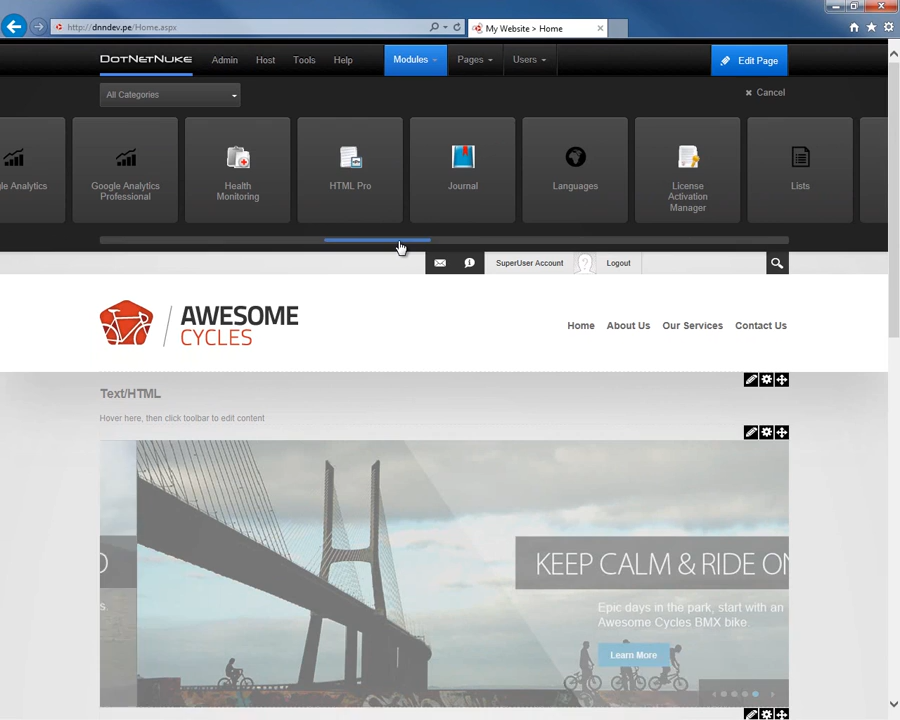 http://dnndev.pe/Home.aspx
My Website > Home
DOTNETNUKE Admin Host Tools Help Modules Pages Users Edit Page
All Categories
Cancel
gle Analytics
Google Analytics
Professional
Health
Monitoring
HTML Pro
Journal
Languages
License
Activation
Manager
Lists
SuperUser Account
Logout
AWESOME
CYCLES
Home About Us Our Services Contact Us
Text/HTML
Hover here, then click toolbar to edit content
KEEP CALM & RIDE ON
Epic days in the park, start with an
Awesome Cycles BMX bike.
Learn More